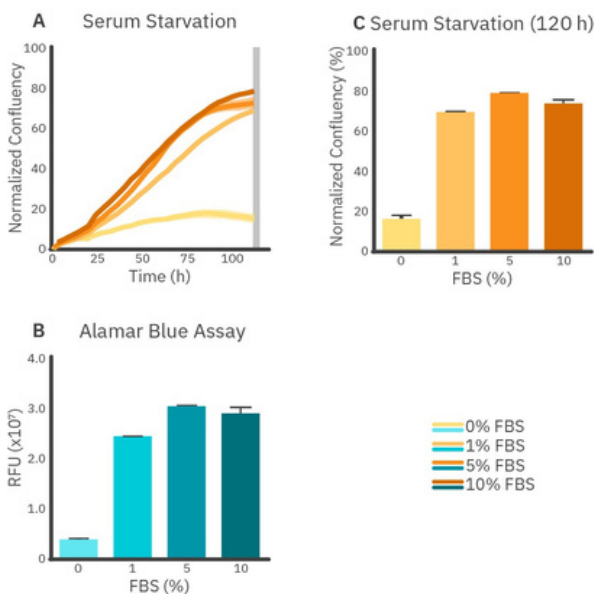 A Serum Starvation
Normalized Confluency
100
80
60
40
20
0
0 25 50 75 100
Time (h)
C Serum Starvation (120 h)
Normalized Confluency (%)
100
80
60
40
20
0
0 1 5 10
FBS (%)
B Alamar Blue Assay
RFU (x10⁷)
4.0
3.0
2.0
1.0
0
0 1 5 10
FBS (%)
0% FBS
1% FBS
5% FBS
10% FBS